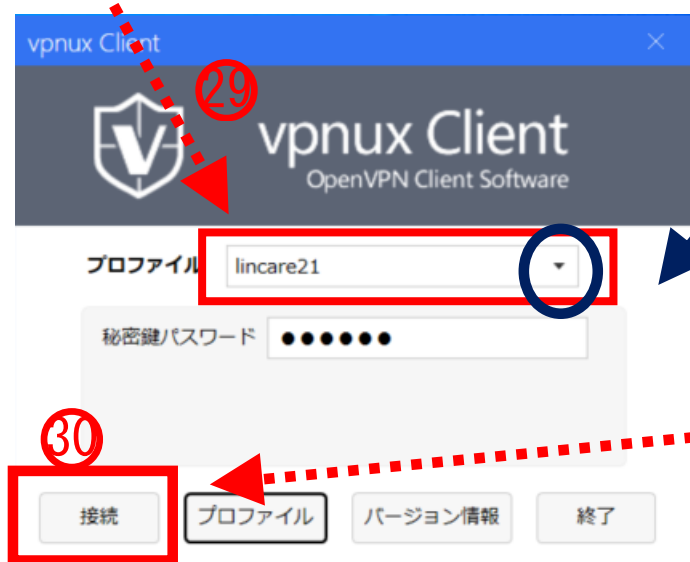 vpnux Client
㉙
vpnux Client
OpenVPN Client Software
プロファイル lincare21
秘密鍵パスワード ●●●●●●
㉚
接続 プロファイル バージョン情報 終了